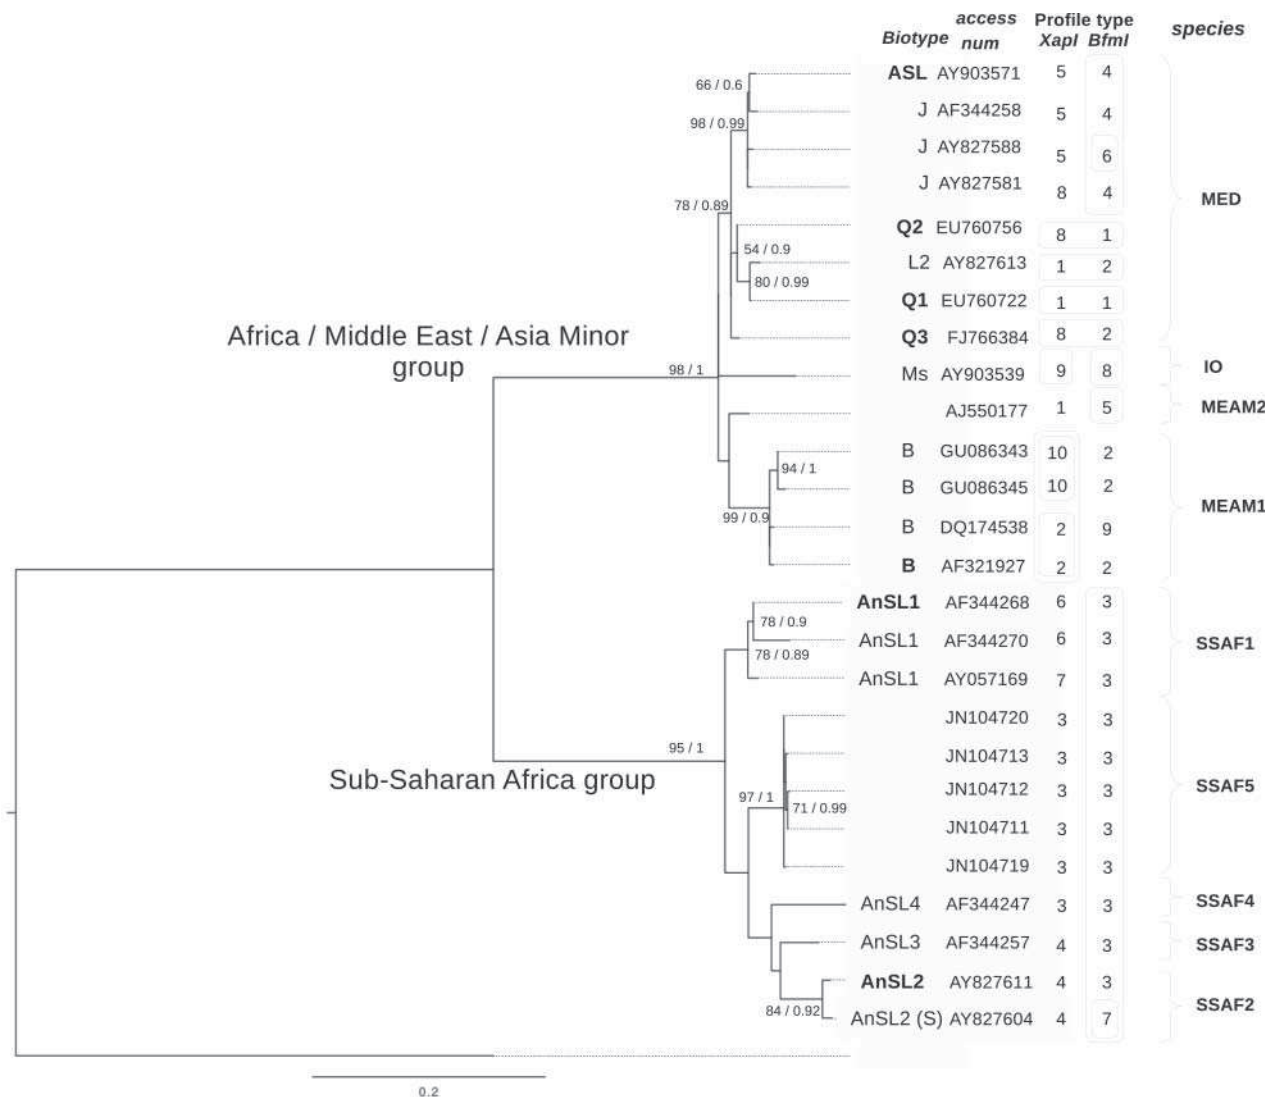 access
Profile type
species
Biotype num XapI BfmI
ASL AY903571 5 4
66 / 0.6
J AF344258 5 4
98 / 0.99
J AY827588 5 6
J AY827581 8 4
MED
78 / 0.89
Q2 EU760756 8 1
54 / 0.9
L2 AY827613 1 2
80 / 0.99
Q1 EU760722 1 1
Africa / Middle East / Asia Minor
group
Q3 FJ766384 8 2
98 / 1
Ms AY903539 9 8 IO
AJ550177 1 5 MEAM2
B GU086343 10 2
94 / 1
B GU086345 10 2
MEAM1
99 / 0.9
B DQ174538 2 9
B AF321927 2 2
AnSL1 AF344268 6 3
78 / 0.9
AnSL1 AF344270 6 3 SSAF1
78 / 0.89
AnSL1 AY057169 7 3
JN104720 3 3
95 / 1
JN104713 3 3
Sub-Saharan Africa group
SSAF5
JN104712 3 3
97 / 1
71 / 0.99
JN104711 3 3
JN104719 3 3
AnSL4 AF344247 3 3 SSAF4
AnSL3 AF344257 4 3 SSAF3
AnSL2 AY827611 4 3
SSAF2
84 / 0.92
AnSL2 (S) AY827604 4 7
0.2